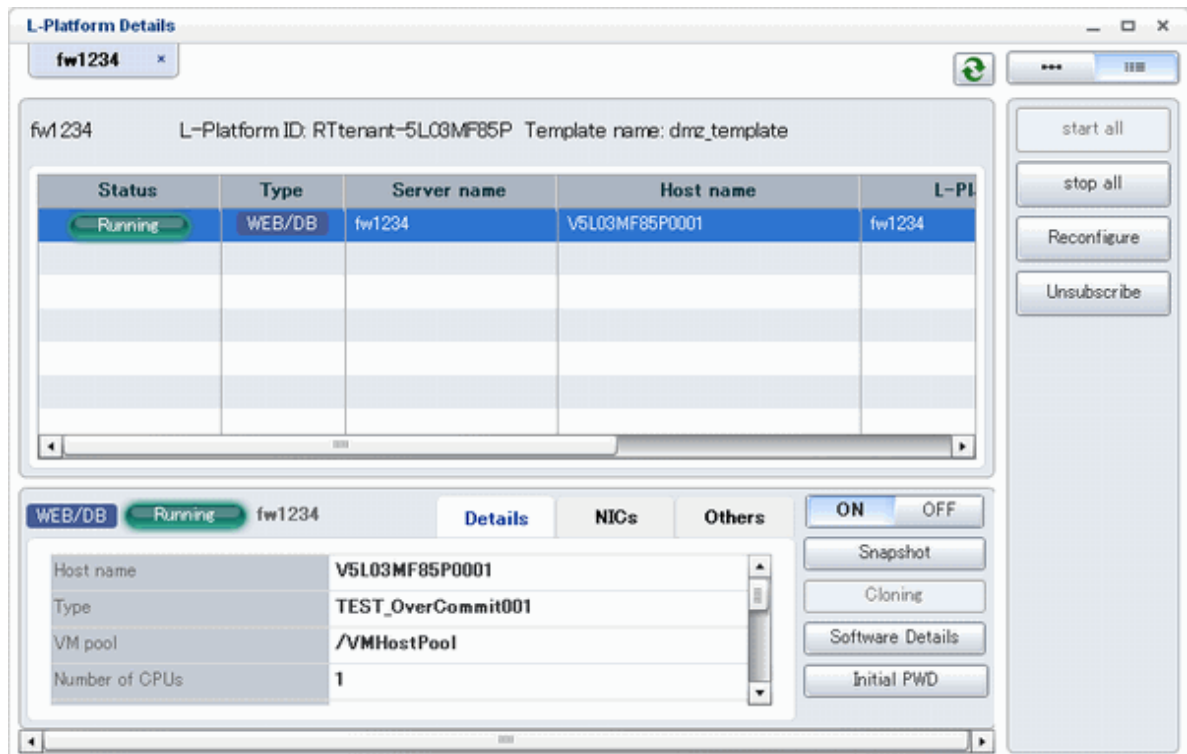 L-Platform Details
fw1234 ×
fw1234 L-Platform ID: RTtenant-5L03MF85P Template name: dmz_template
Status Type Server name Host name L-Pl
Running WEB/DB fw1234 V5L03MF85P0001 fw1234
start all
stop all
Reconfigure
Unsubscribe
WEB/DB Running fw1234 Details NICs Others
Host name V5L03MF85P0001
Type TEST_OverCommit001
VM pool /VMHostPool
Number of CPUs 1
ON OFF
Snapshot
Cloning
Software Details
Initial PWD